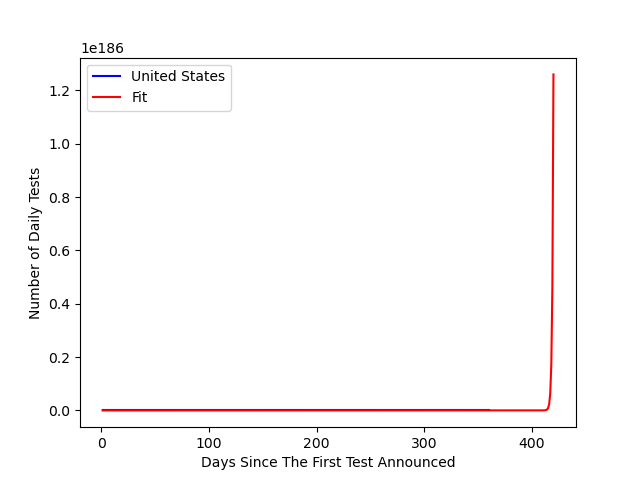 1e186
United States
Fit
1.2
1.0
0.8
0.6
0.4
0.2
0.0
Number of Daily Tests
0 100 200 300 400
Days Since The First Test Announced